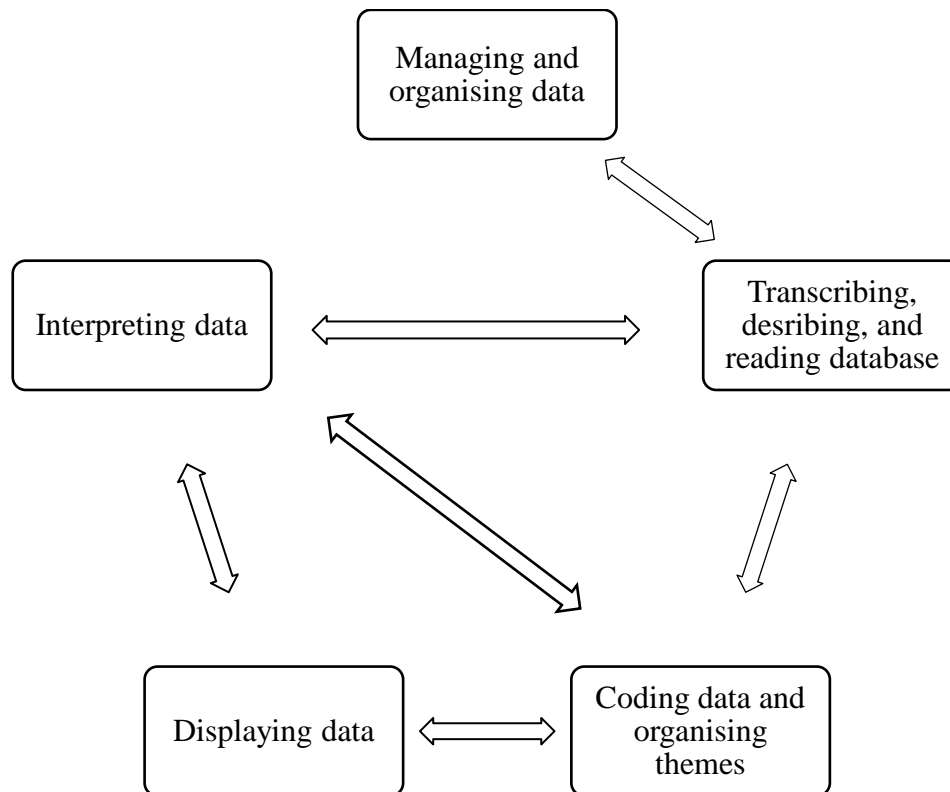 Managing and
organising data
Interpreting data
Transcribing,
desribing, and
reading database
Displaying data
Coding data and
organising
themes